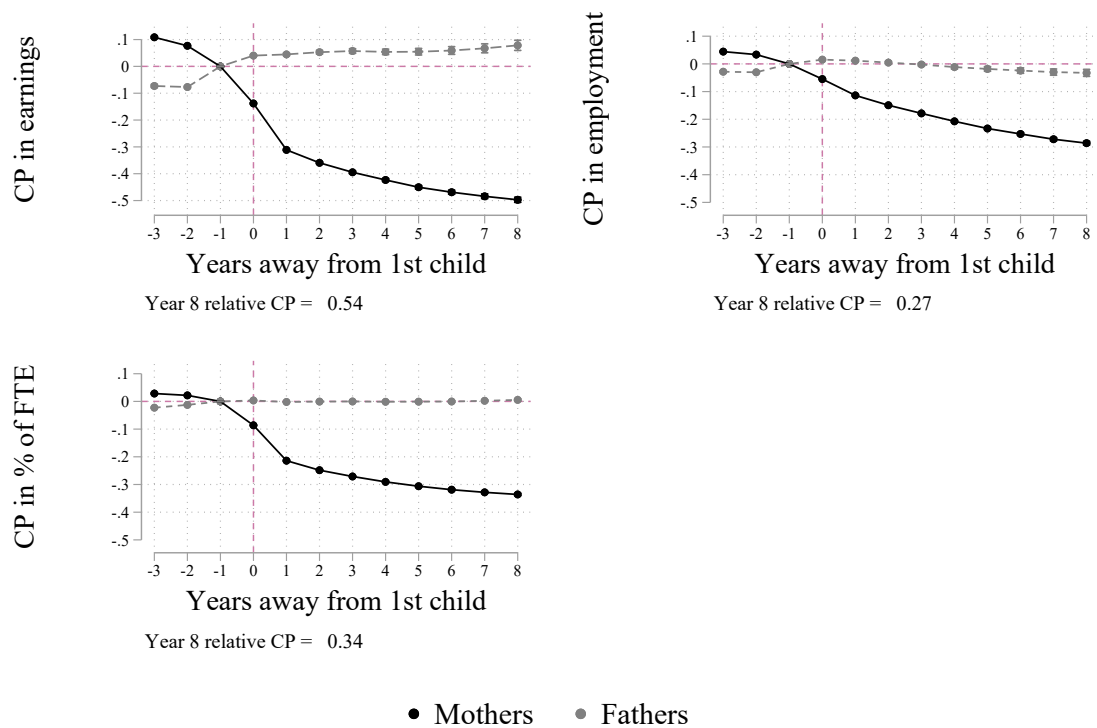 CP in earnings
.1
0
-.1
-.2
-.3
-.4
-.5
-3 -2 -1 0 1 2 3 4 5 6 7 8
Years away from 1st child
Year 8 relative CP = 0.54
CP in employment
.1
0
-.1
-.2
-.3
-.4
-.5
-3 -2 -1 0 1 2 3 4 5 6 7 8
Years away from 1st child
Year 8 relative CP = 0.27
CP in % of FTE
.1
0
-.1
-.2
-.3
-.4
-.5
-3 -2 -1 0 1 2 3 4 5 6 7 8
Years away from 1st child
Year 8 relative CP = 0.34
Mothers Fathers